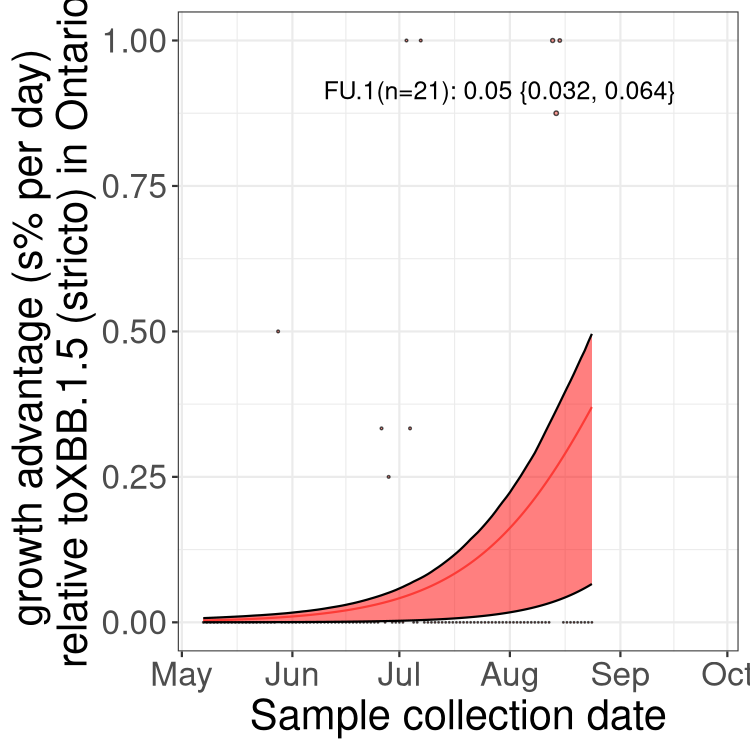 growth advantage (s% per day)
relative toXBB.1.5 (stricto) in Ontario
1.00
0.75
0.50
0.25
0.00
FU.1(n=21): 0.05 {0.032, 0.064}
May Jun Jul Aug Sep Oct
Sample collection date